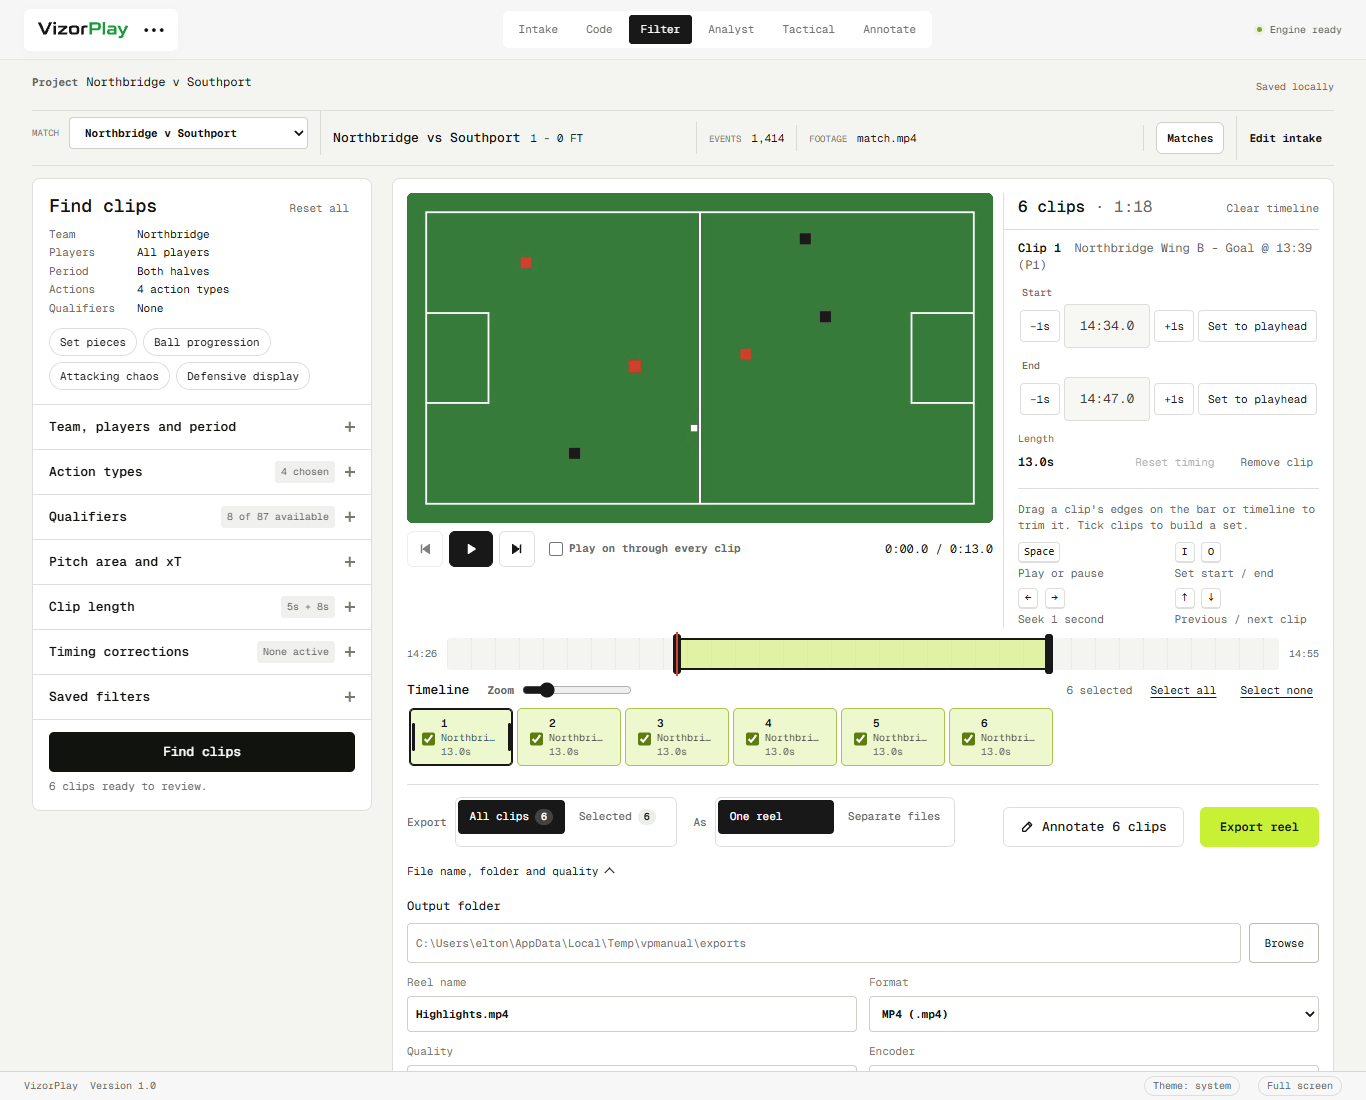 VizorPlay •••
Intake Code Filter Analyst Tactical Annotate
Engine ready
Project Northbridge v Southport
Saved locally
MATCH Northbridge v Southport
Northbridge vs Southport 1 - 0 FT
EVENTS 1,414
FOOTAGE match.mp4
Matches
Edit intake
Find clips
Reset all
Team Northbridge
Players All players
Period Both halves
Actions 4 action types
Qualifiers None
Set pieces Ball progression
Attacking chaos Defensive display
Team, players and period +
Action types 4 chosen +
Qualifiers 8 of 87 available +
Pitch area and xT +
Clip length 5s + 8s +
Timing corrections None active +
Saved filters +
Find clips
6 clips ready to review.
Play on through every clip
0:00.0 / 0:13.0
6 clips · 1:18
Clear timeline
Clip 1 Northbridge Wing B - Goal @ 13:39
(P1)
Start
−1s 14:34.0 +1s Set to playhead
End
−1s 14:47.0 +1s Set to playhead
Length
13.0s Reset timing Remove clip
Drag a clip's edges on the bar or timeline to
trim it. Tick clips to build a set.
Space I O
Play or pause Set start / end
← → ↑ ↓
Seek 1 second Previous / next clip
14:26 14:55
Timeline Zoom 6 selected Select all Select none
1 2 3 4 5 6
Northbri… Northbri… Northbri… Northbri… Northbri… Northbri…
13.0s 13.0s 13.0s 13.0s 13.0s 13.0s
Export All clips 6 Selected 6 As One reel Separate files
Annotate 6 clips
Export reel
File name, folder and quality
Output folder
C:\Users\elton\AppData\Local\Temp\vpmanual\exports
Browse
Reel name Format
Highlights.mp4 MP4 (.mp4)
Quality Encoder
VizorPlay Version 1.0
Theme: system Full screen